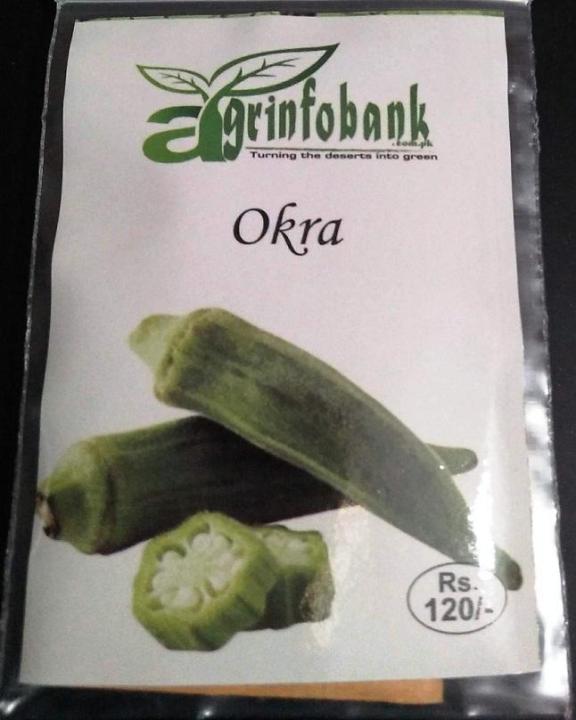 agrinfobank
.com.pk
Turning the deserts into green
Okra
Rs.
120/-